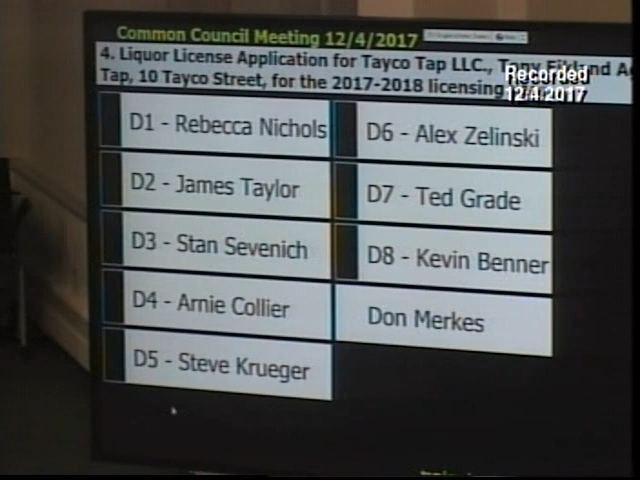 Common Council Meeting 12/4/2017
4. Liquor License Application for Tayco Tap LLC., Tony
Tap, 10 Tayco Street, for the 2017-2018 licensing
Recorded
12.4.2017
D1 - Rebecca Nichols
D2 - James Taylor
D3 - Stan Sevenich
D4 - Arnie Collier
D5 - Steve Krueger
D6 - Alex Zelinski
D7 - Ted Grade
D8 - Kevin Benner
Don Merkes